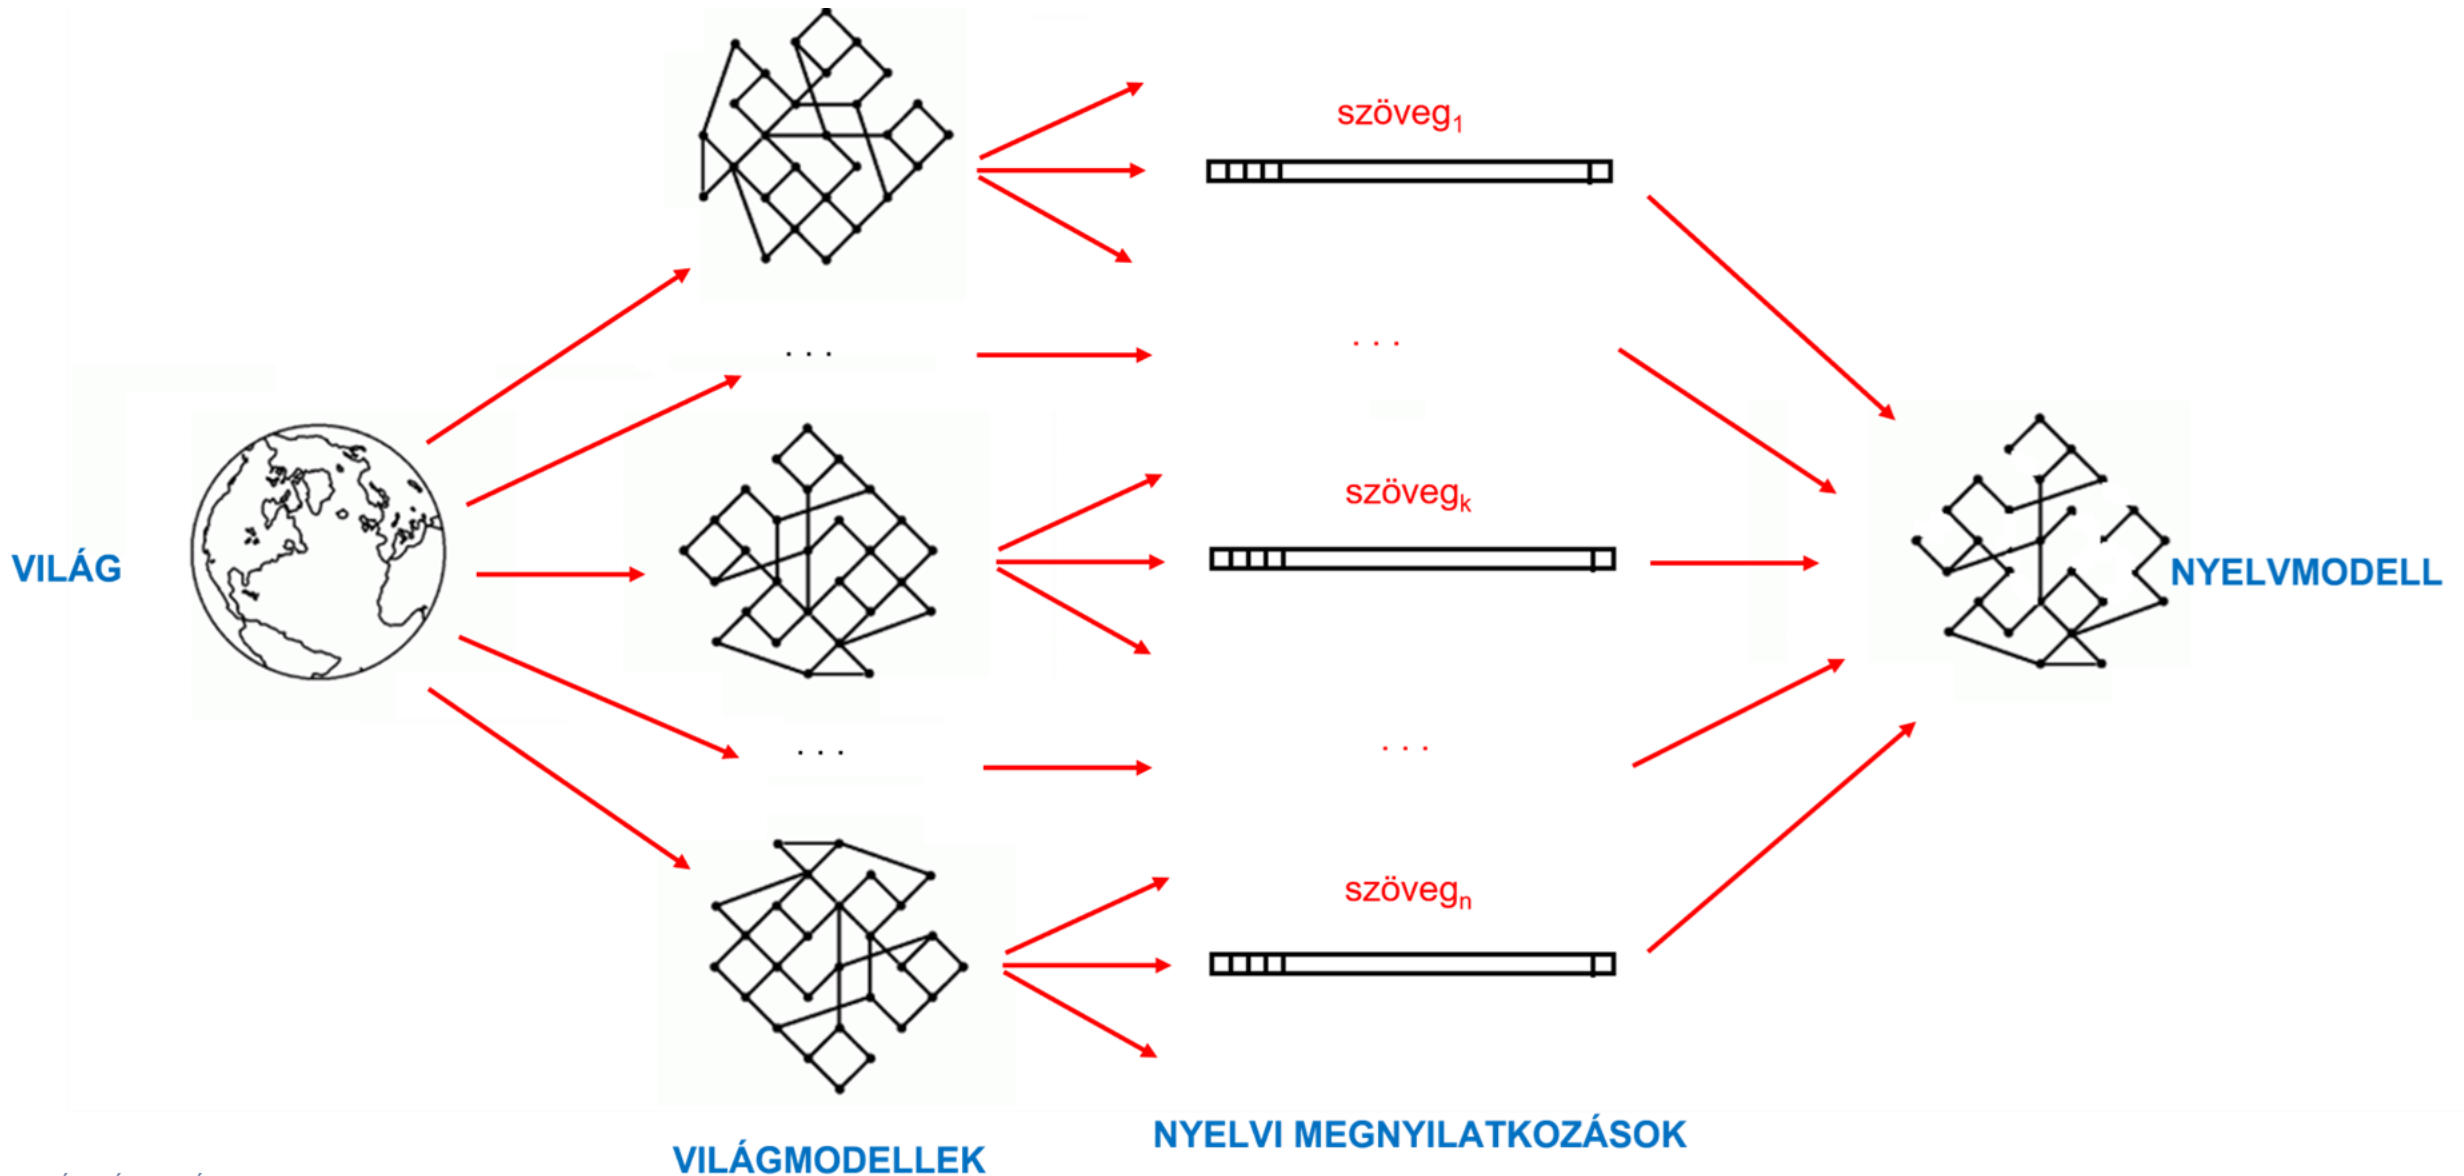 szöveg1
. . .
. . .
szövegk
VILÁG
NYELVMODELL
. . .
. . .
szövegn
NYELVI MEGNYILATKOZÁSOK
VILÁGMODELLEK